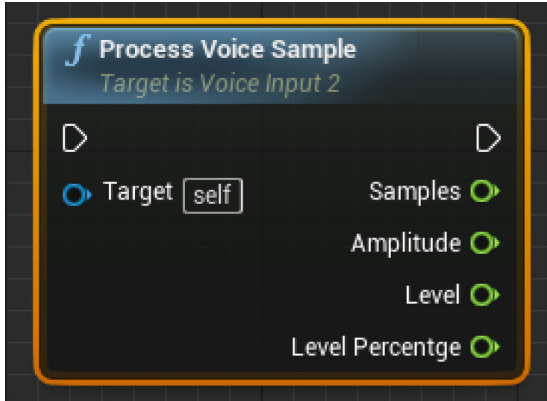 f Process Voice Sample
Target is Voice Input 2
Target self Samples
Amplitude
Level
Level Percentge